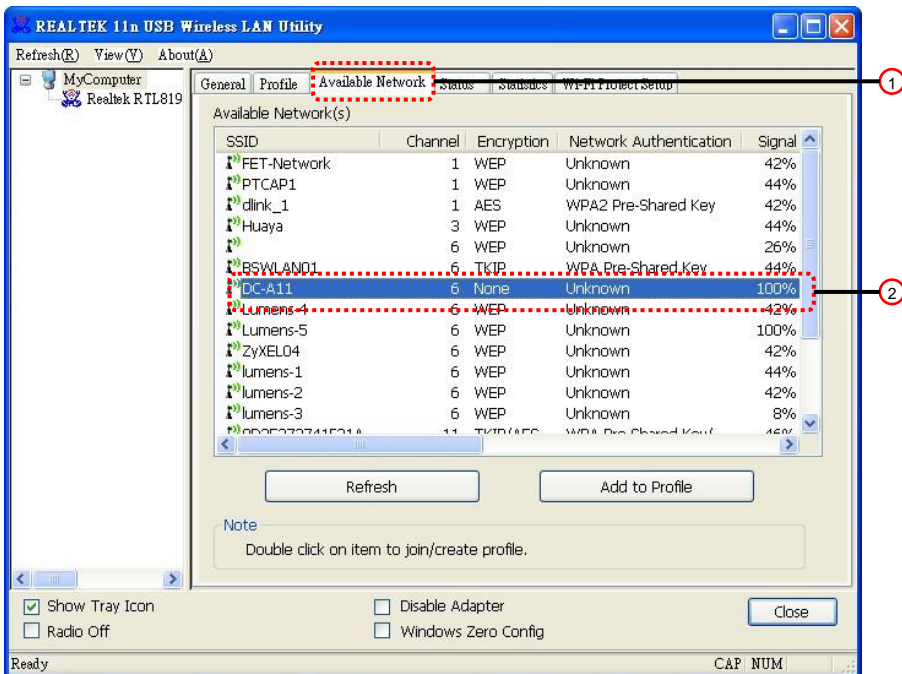 REALTEK 11n USB Wireless LAN Utility
Refresh(R) View(V) About(A)
MyComputer
Realtek RTL819
General Profile Available Network Status Statistics Wi-Fi Protect Setup
1
Available Network(s)
SSID Channel Encryption Network Authentication Signal
FET-Network 1 WEP Unknown 42%
PTCAP1 1 WEP Unknown 44%
dlink_1 1 AES WPA2 Pre-Shared Key 42%
Huaya 3 WEP Unknown 44%
6 WEP Unknown 26%
BSWLAN01 6 TKIP WPA Pre-Shared Key 44%
DC-A11 6 None Unknown 100%
2
Lumens-4 6 WEP Unknown 42%
Lumens-5 6 WEP Unknown 100%
ZyXEL04 6 WEP Unknown 42%
lumens-1 6 WEP Unknown 44%
lumens-2 6 WEP Unknown 42%
lumens-3 6 WEP Unknown 8%
11 46%
Refresh Add to Profile
Note
Double click on item to join/create profile.
Show Tray Icon Disable Adapter Close
Radio Off Windows Zero Config
Ready CAP NUM